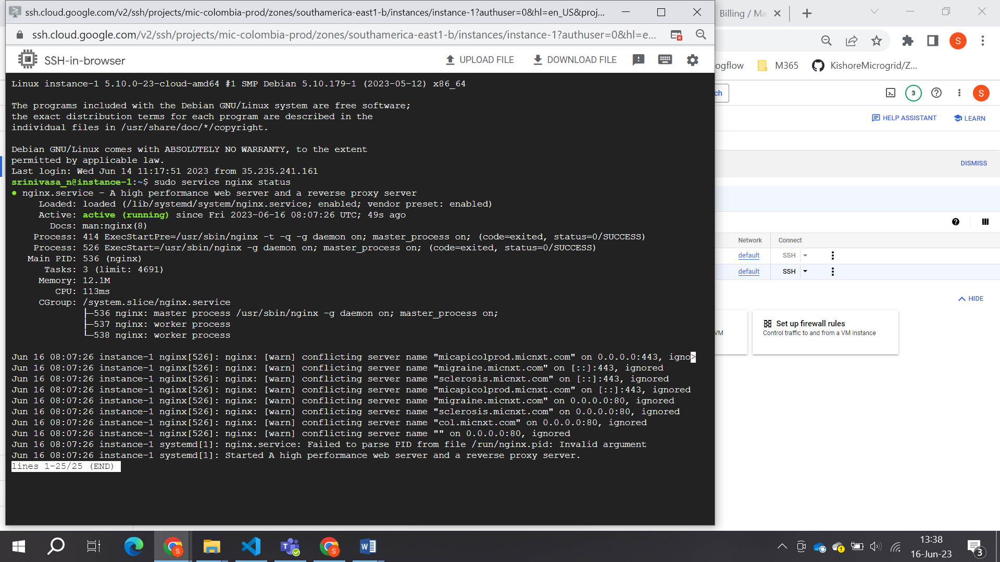 ssh.cloud.google.com/v2/ssh/projects/mic-colombia-prod/zones/southamerica-east1-b/instances/instance-1?authuser=0&hl=en_US&proj...
Billing / Ma
ssh.cloud.google.com/v2/ssh/projects/mic-colombia-prod/zones/southamerica-east1-b/instances/instance-1?authuser=0&hl=e...
S
SSH-in-browser
UPLOAD FILE
DOWNLOAD FILE
ogflow
M365
KishoreMicrogrid/Z...
ch
3
S
HELP ASSISTANT
LEARN
DISMISS
Network
Connect
default
SSH
default
SSH
HIDE
VM
Set up firewall rules
Control traffic to and from a VM instance
Linux instance-1 5.10.0-23-cloud-amd64 #1 SMP Debian 5.10.179-1 (2023-05-12) x86_64
The programs included with the Debian GNU/Linux system are free software;
the exact distribution terms for each program are described in the
individual files in /usr/share/doc/*/copyright.
Debian GNU/Linux comes with ABSOLUTELY NO WARRANTY, to the extent
permitted by applicable law.
Last login: Wed Jun 14 11:17:51 2023 from 35.235.241.161
srinivasa_n@instance-1:~$ sudo service nginx status
● nginx.service - A high performance web server and a reverse proxy server
Loaded: loaded (/lib/systemd/system/nginx.service; enabled; vendor preset: enabled)
Active: active (running) since Fri 2023-06-16 08:07:26 UTC; 49s ago
Docs: man:nginx(8)
Process: 414 ExecStartPre=/usr/sbin/nginx -t -q -g daemon on; master_process on; (code=exited, status=0/SUCCESS)
Process: 526 ExecStart=/usr/sbin/nginx -g daemon on; master_process on; (code=exited, status=0/SUCCESS)
Main PID: 536 (nginx)
Tasks: 3 (limit: 4691)
Memory: 12.1M
CPU: 113ms
CGroup: /system.slice/nginx.service
├─536 nginx: master process /usr/sbin/nginx -g daemon on; master_process on;
├─537 nginx: worker process
└─538 nginx: worker process
Jun 16 08:07:26 instance-1 nginx[526]: nginx: [warn] conflicting server name "micapicolprod.micnxt.com" on 0.0.0.0:443, igno>
Jun 16 08:07:26 instance-1 nginx[526]: nginx: [warn] conflicting server name "migraine.micnxt.com" on [::]:443, ignored
Jun 16 08:07:26 instance-1 nginx[526]: nginx: [warn] conflicting server name "sclerosis.micnxt.com" on [::]:443, ignored
Jun 16 08:07:26 instance-1 nginx[526]: nginx: [warn] conflicting server name "micapicolprod.micnxt.com" on [::]:443, ignored
Jun 16 08:07:26 instance-1 nginx[526]: nginx: [warn] conflicting server name "migraine.micnxt.com" on 0.0.0.0:80, ignored
Jun 16 08:07:26 instance-1 nginx[526]: nginx: [warn] conflicting server name "sclerosis.micnxt.com" on 0.0.0.0:80, ignored
Jun 16 08:07:26 instance-1 nginx[526]: nginx: [warn] conflicting server name "col.micnxt.com" on 0.0.0.0:80, ignored
Jun 16 08:07:26 instance-1 nginx[526]: nginx: [warn] conflicting server name "" on 0.0.0.0:80, ignored
Jun 16 08:07:26 instance-1 systemd[1]: nginx.service: Failed to parse PID from file /run/nginx.pid: Invalid argument
Jun 16 08:07:26 instance-1 systemd[1]: Started A high performance web server and a reverse proxy server.
lines 1-25/25 (END)
13:38
16-Jun-23
3